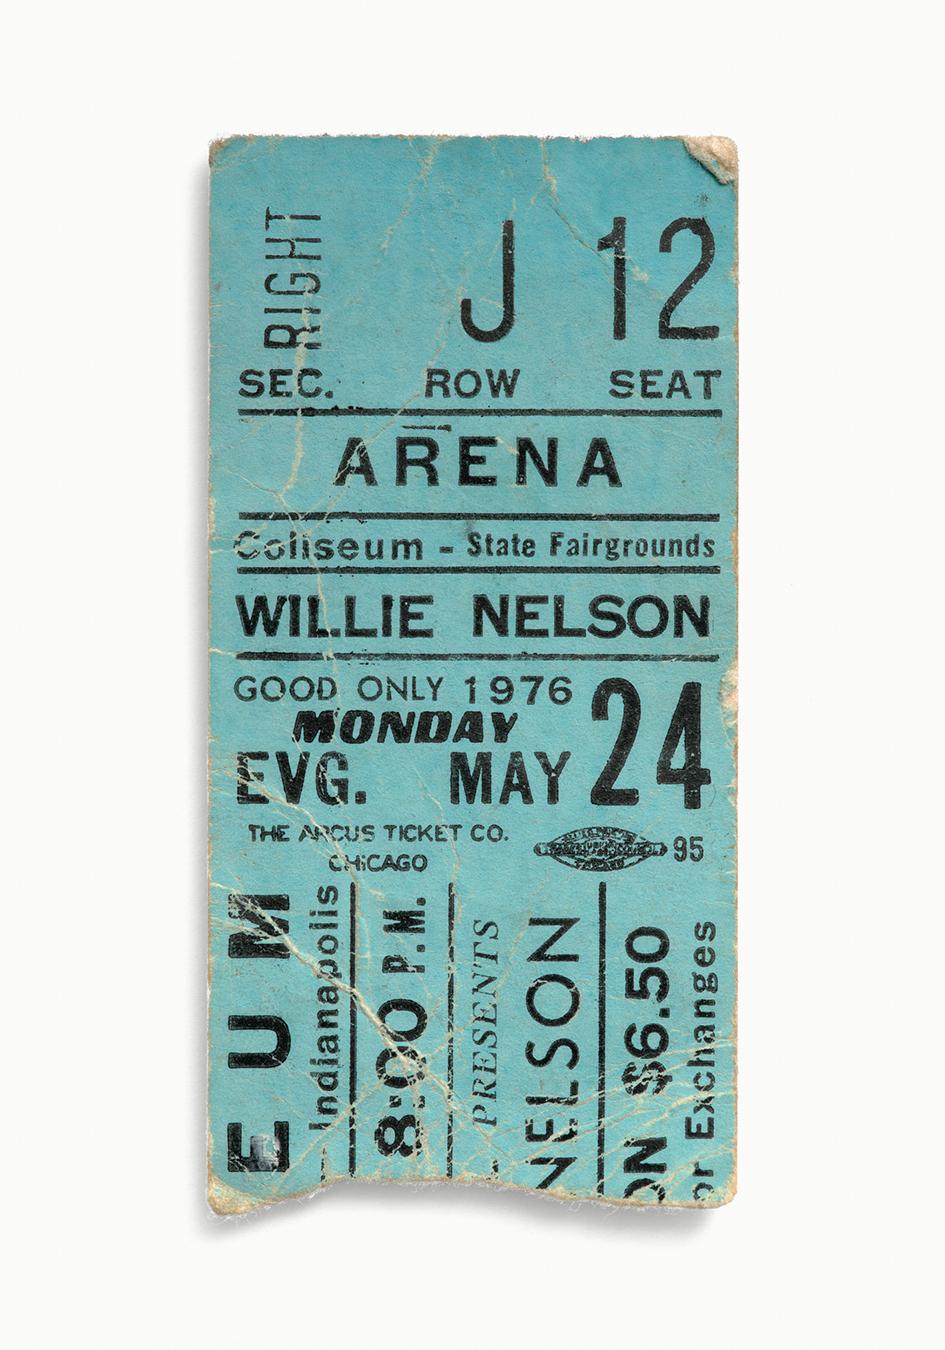 RIGHT J 12
SEC. ROW SEAT
ARENA
Coliseum - State Fairgrounds
WILLIE NELSON
GOOD ONLY 1976
MONDAY 24
EVG. MAY
THE ARCUS TICKET CO.
CHICAGO
95
EUM
Indianapolis
8:00 P.M.
PRESENTS
NELSON
ON $6.50
or Exchanges